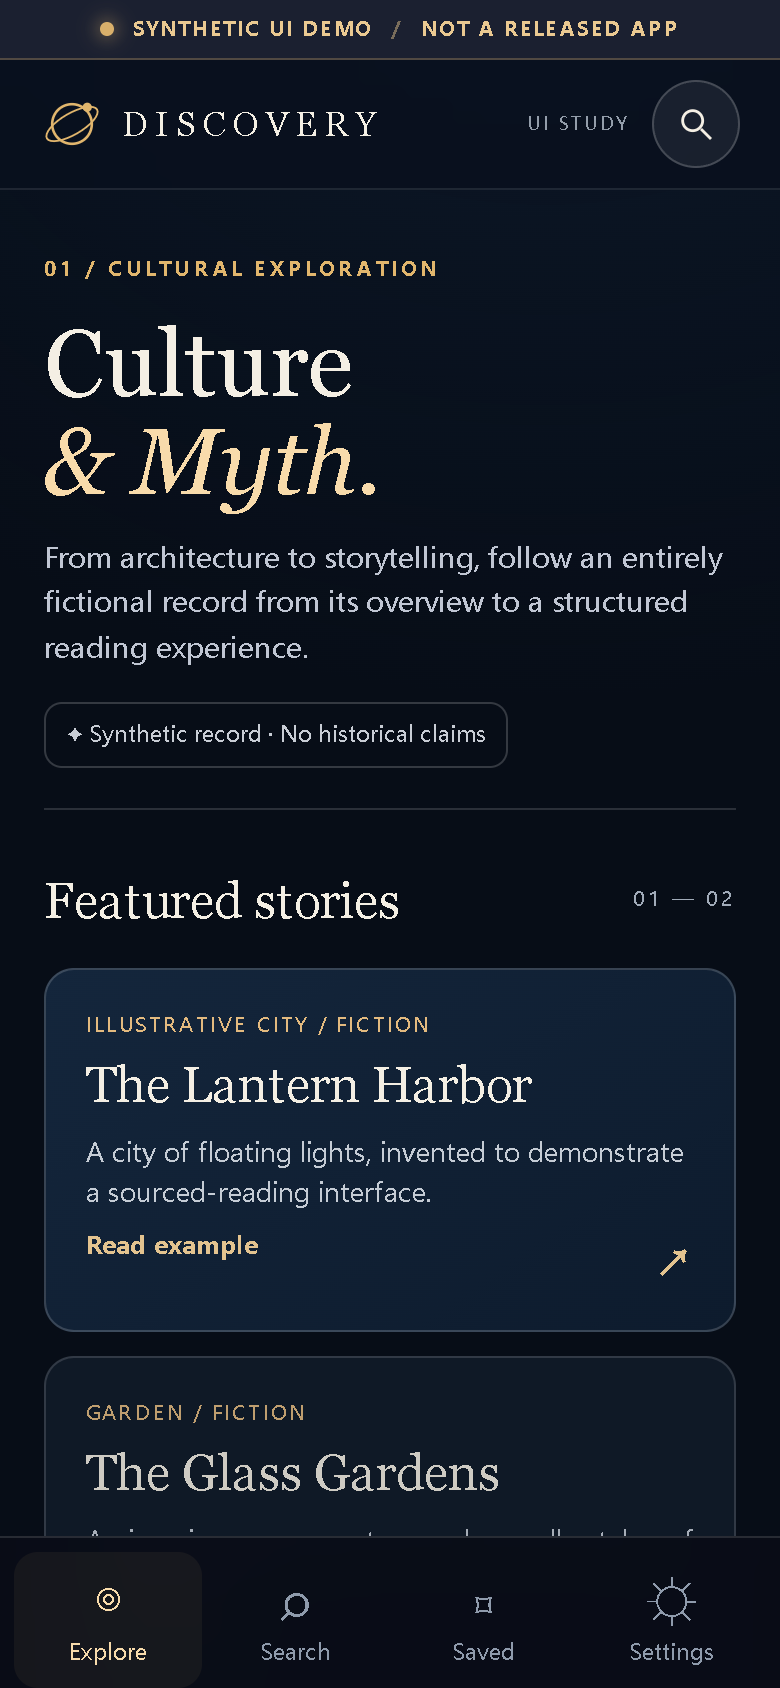 SYNTHETIC UI DEMO / NOT A RELEASED APP
DISCOVERY
UI STUDY
01 / CULTURAL EXPLORATION
Culture
& Myth.
From architecture to storytelling, follow an entirely
fictional record from its overview to a structured
reading experience.
✦ Synthetic record · No historical claims
Featured stories
01 — 02
ILLUSTRATIVE CITY / FICTION
The Lantern Harbor
A city of floating lights, invented to demonstrate
a sourced-reading interface.
Read example
GARDEN / FICTION
The Glass Gardens
Explore
Search
Saved
Settings